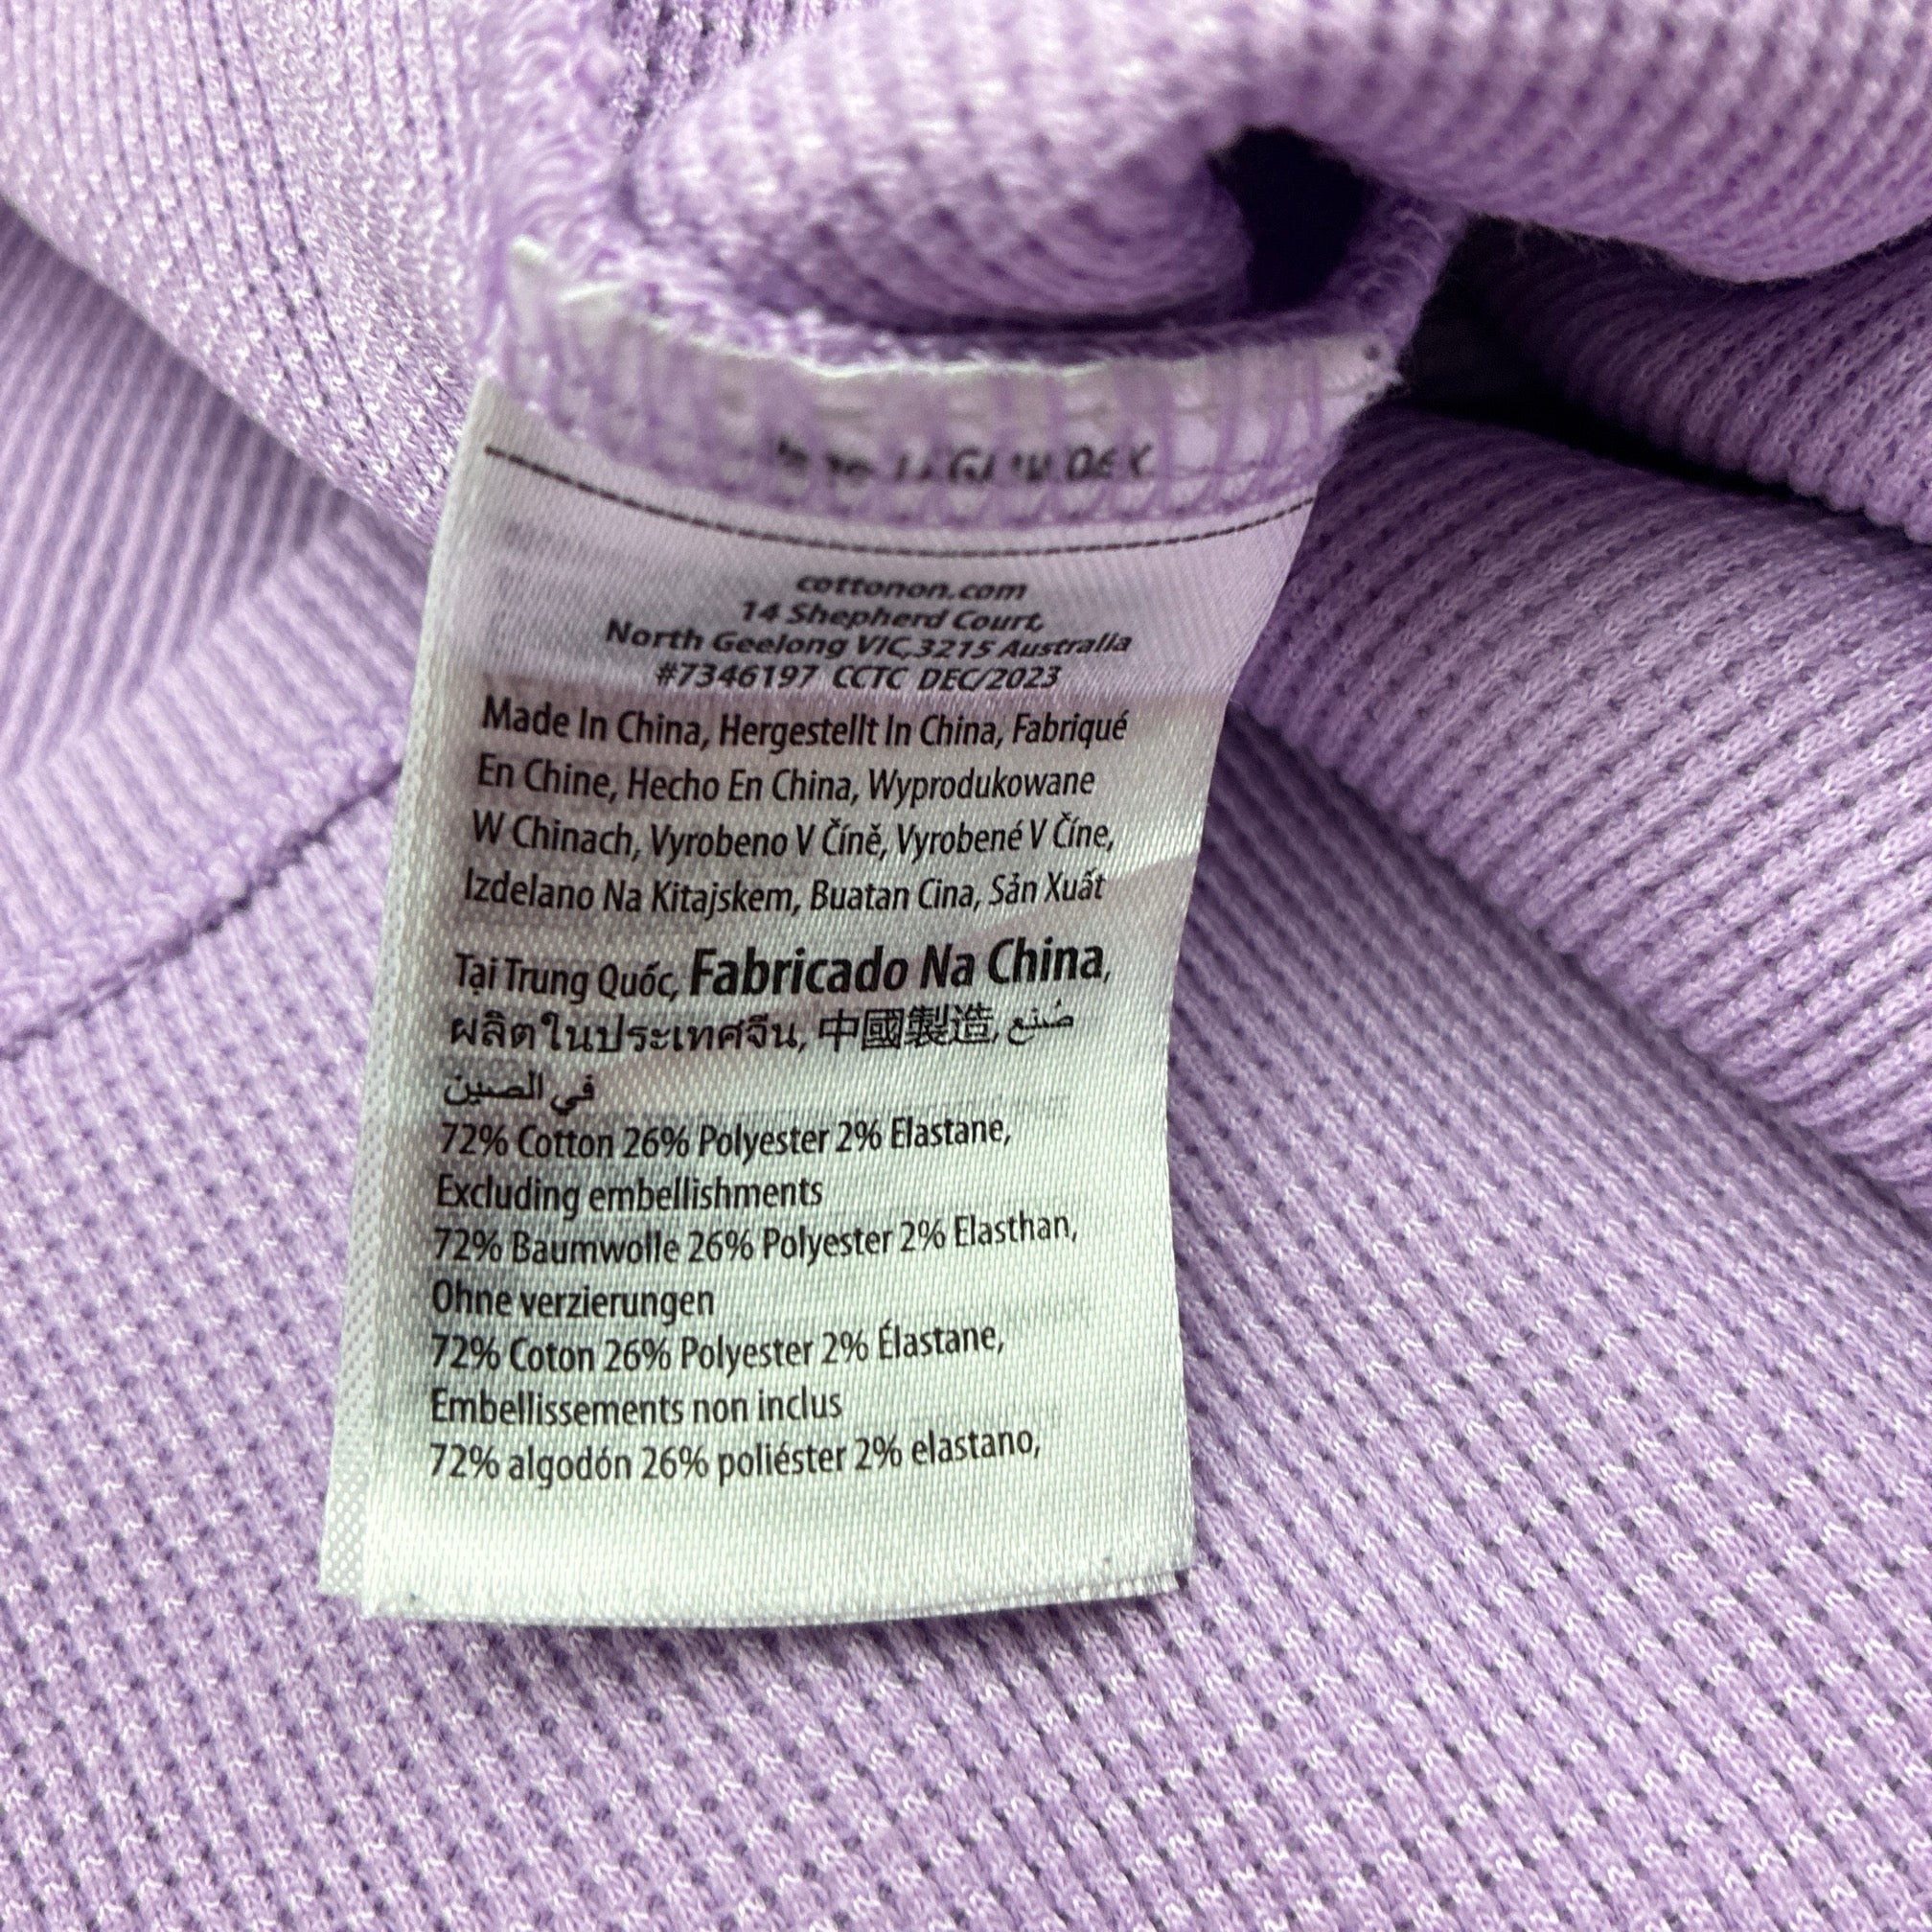 cottonon.com
14 Shepherd Court,
North Geelong VIC,3215 Australia
#7346197 CCTC DEC/2023
Made In China, Hergestellt In China, Fabriqué
En Chine, Hecho En China, Wyprodukowane
W Chinach, Vyrobeno V Číně, Vyrobené V Číne,
Izdelano Na Kitajskem, Buatan Cina, Sản Xuất
Tại Trung Quốc, Fabricado Na China,
ผลิตในประเทศจีน, 中國製造, صُنع
في الصين
72% Cotton 26% Polyester 2% Elastane,
Excluding embellishments
72% Baumwolle 26% Polyester 2% Elasthan,
Ohne verzierungen
72% Coton 26% Polyester 2% Élastane,
Embellissements non inclus
72% algodón 26% poliéster 2% elastano,